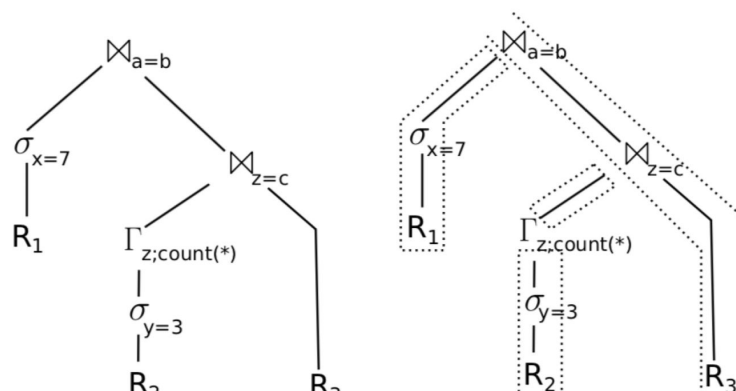 ⋈a=b
σx=7
⋈z=c
R1
Γz;count(*)
σy=3
R2
R3
⋈a=b
σx=7
⋈z=c
R1
Γz;count(*)
σy=3
R2
R3